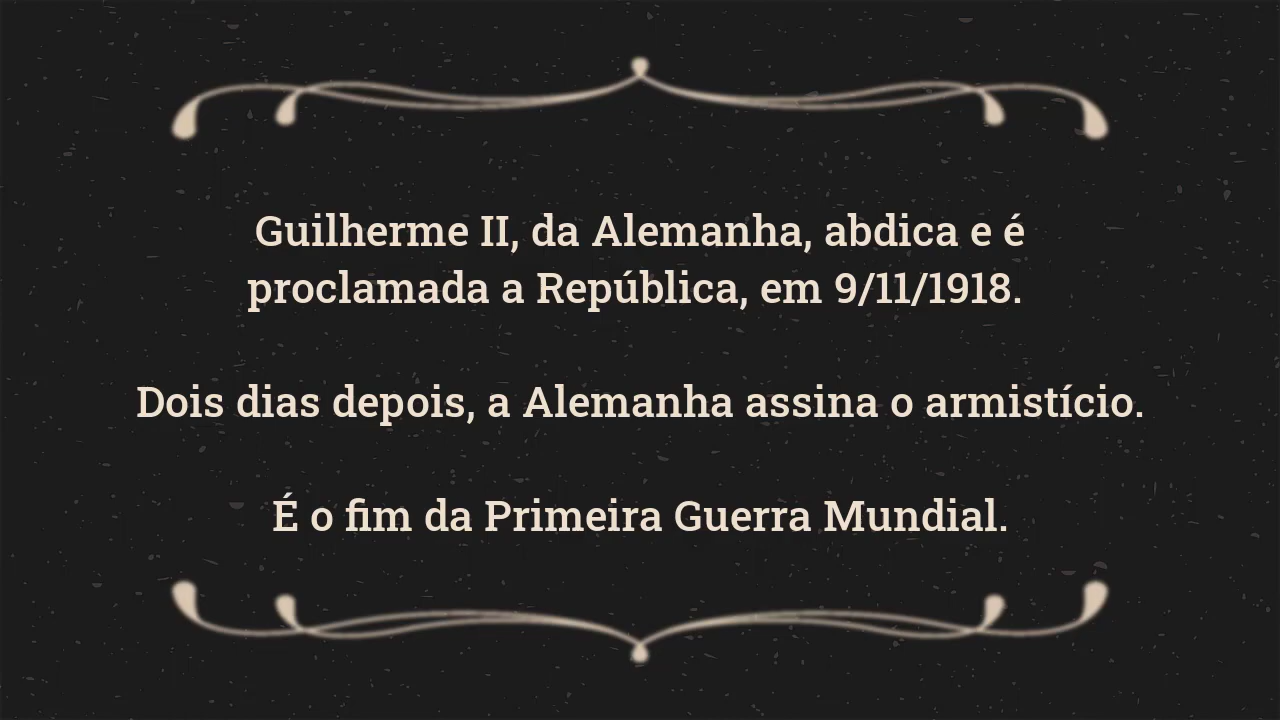 Guilherme II, da Alemanha, abdica e é
proclamada a República, em 9/11/1918.
Dois dias depois, a Alemanha assina o armistício.
É o fim da Primeira Guerra Mundial.